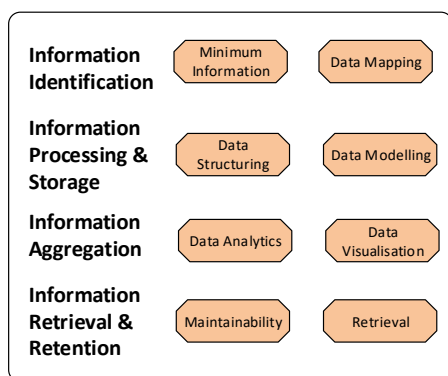 Information
Identification
Minimum
Information
Data Mapping
Information
Processing &
Storage
Data
Structuring
Data Modelling
Information
Aggregation
Data Analytics
Data
Visualisation
Information
Retrieval &
Retention
Maintainability
Retrieval